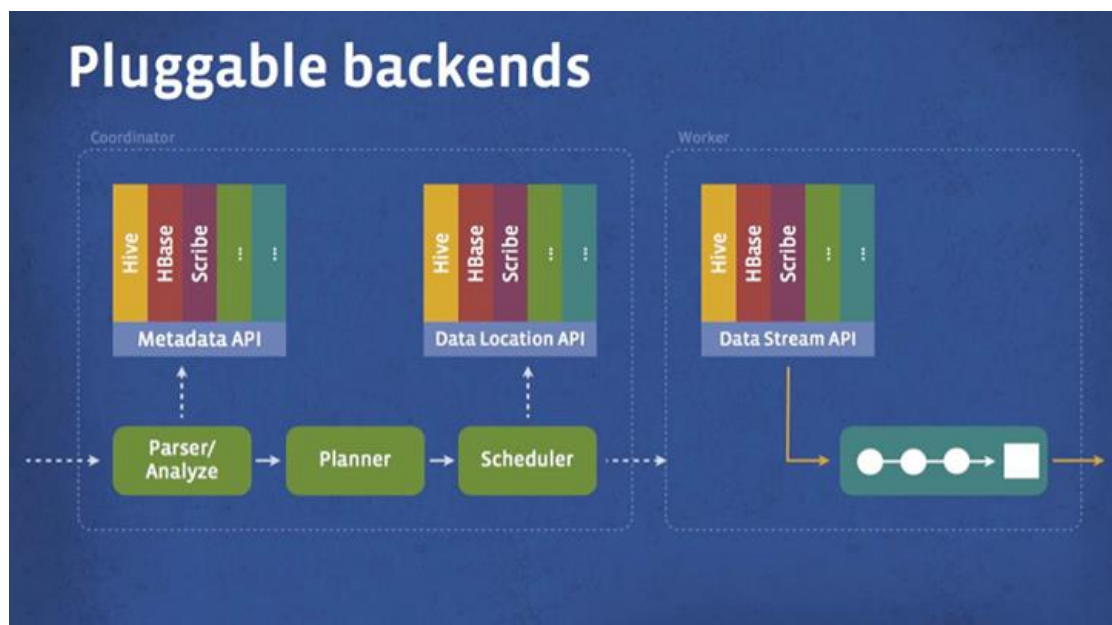 Pluggable backends
Coordinator
Worker
Hive
HBase
Scribe
...
...
Metadata API
Hive
HBase
Scribe
...
...
Data Location API
Hive
HBase
Scribe
...
...
Data Stream API
Parser/
Analyze
Planner
Scheduler